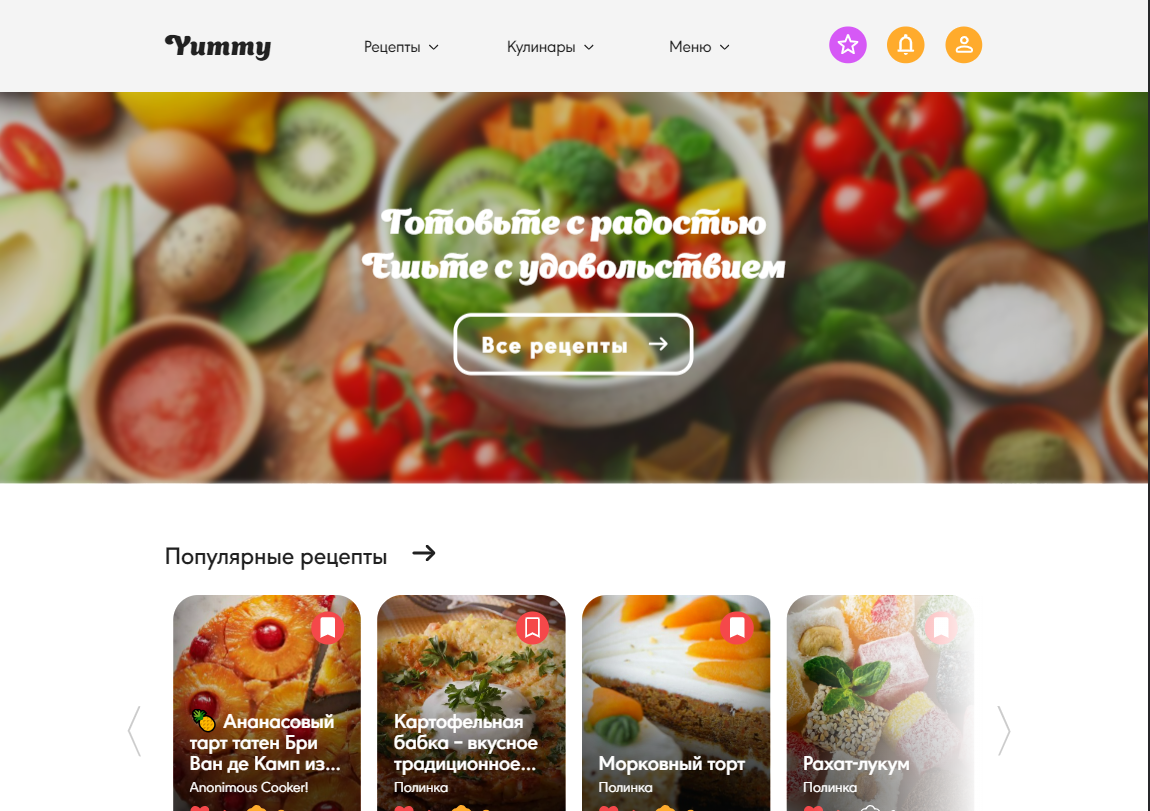 Yummy
Рецепты
Кулинары
Меню
Готовьте с радостью
Ешьте с удовольствием
Все рецепты
Популярные рецепты
Ананасовый
тарт татен Бри
Ван де Камп из...
Anonimous Cooker!
Картофельная
бабка – вкусное
традиционное...
Полинка
Морковный торт
Полинка
Рахат-лукум
Полинка